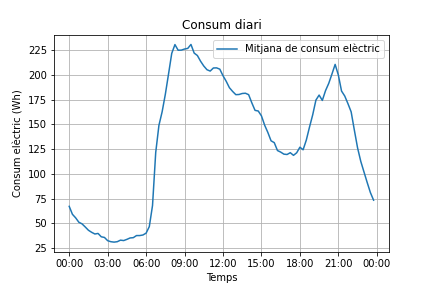 Consum diari
Mitjana de consum elèctric
Consum elèctric (Wh)
225
200
175
150
125
100
75
50
25
00:00 03:00 06:00 09:00 12:00 15:00 18:00 21:00 00:00
Temps